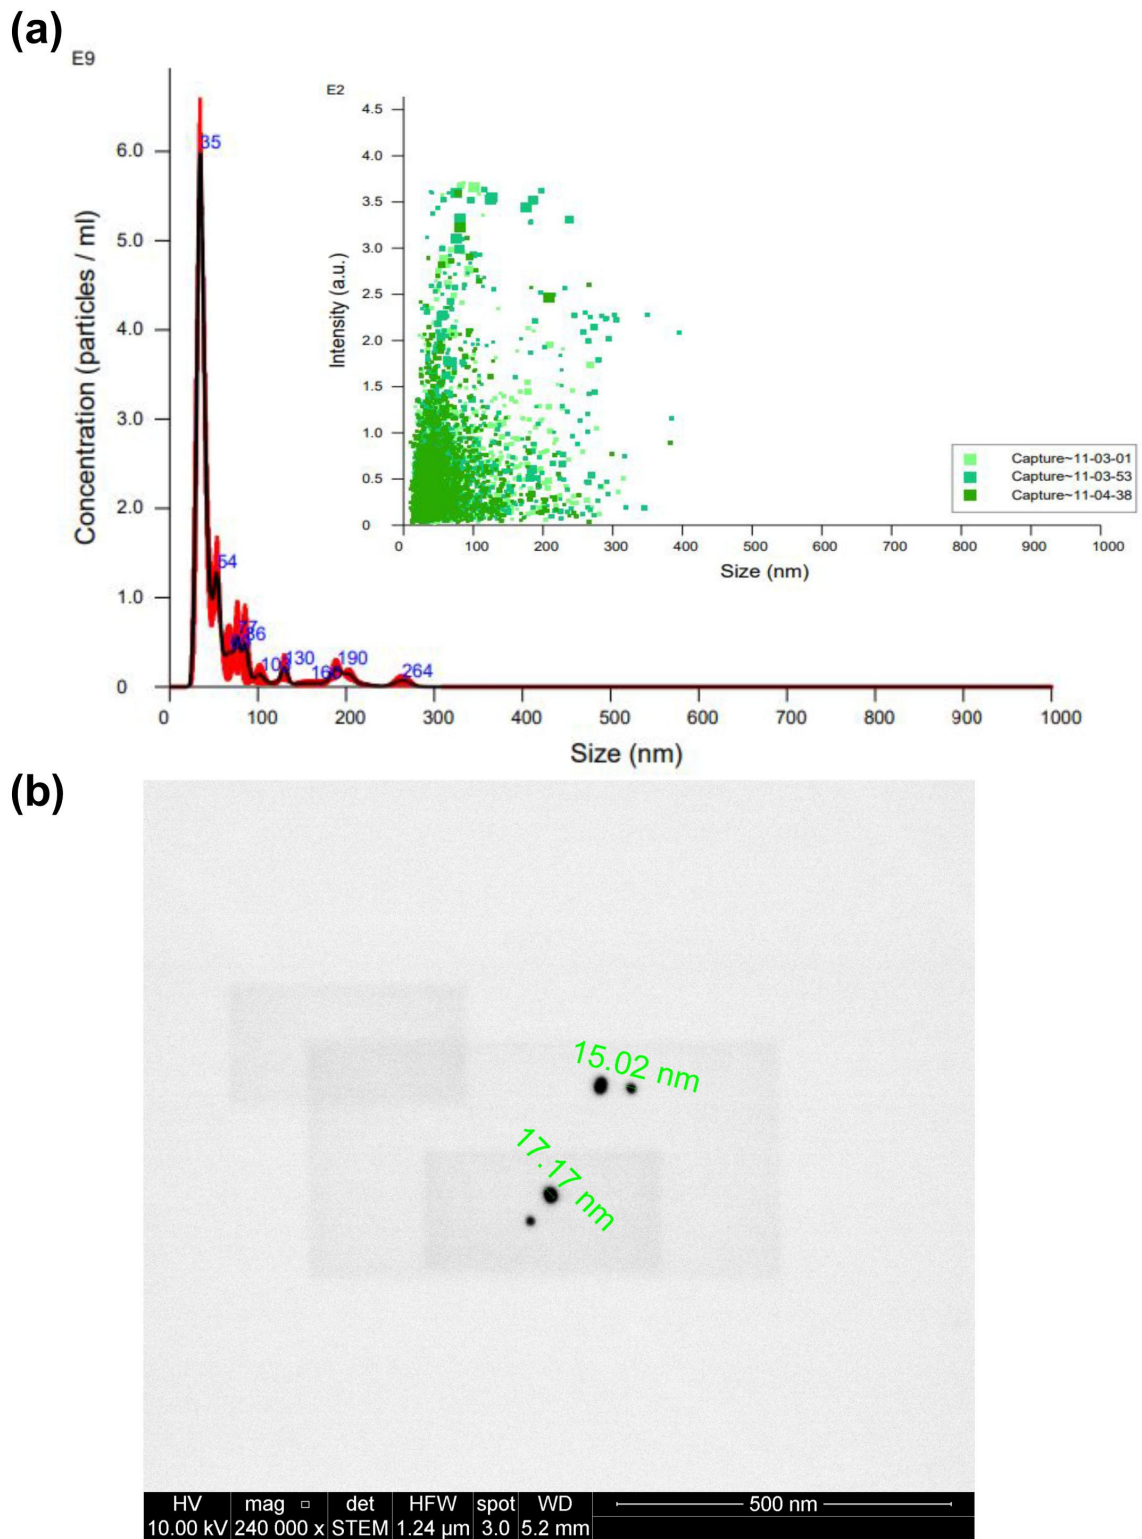 (a)
E9
6.0
5.0
4.0
3.0
2.0
1.0
0
Concentration (particles / ml)
35
54
77
86
130
190
264
0 100 200 300 400 500 600 700 800 900 1000
Size (nm)
E2
4.5
4.0
3.5
3.0
2.5
2.0
1.5
1.0
0.5
0
Intensity (a.u.)
0 100 200 300 400 500 600 700 800 900 1000
Size (nm)
Capture~11-03-01
Capture~11-03-53
Capture~11-04-38
(b)
15.02 nm
17.17 nm
HV mag det HFW spot WD
10.00 kV 240 000 x STEM 1.24 µm 3.0 5.2 mm
500 nm